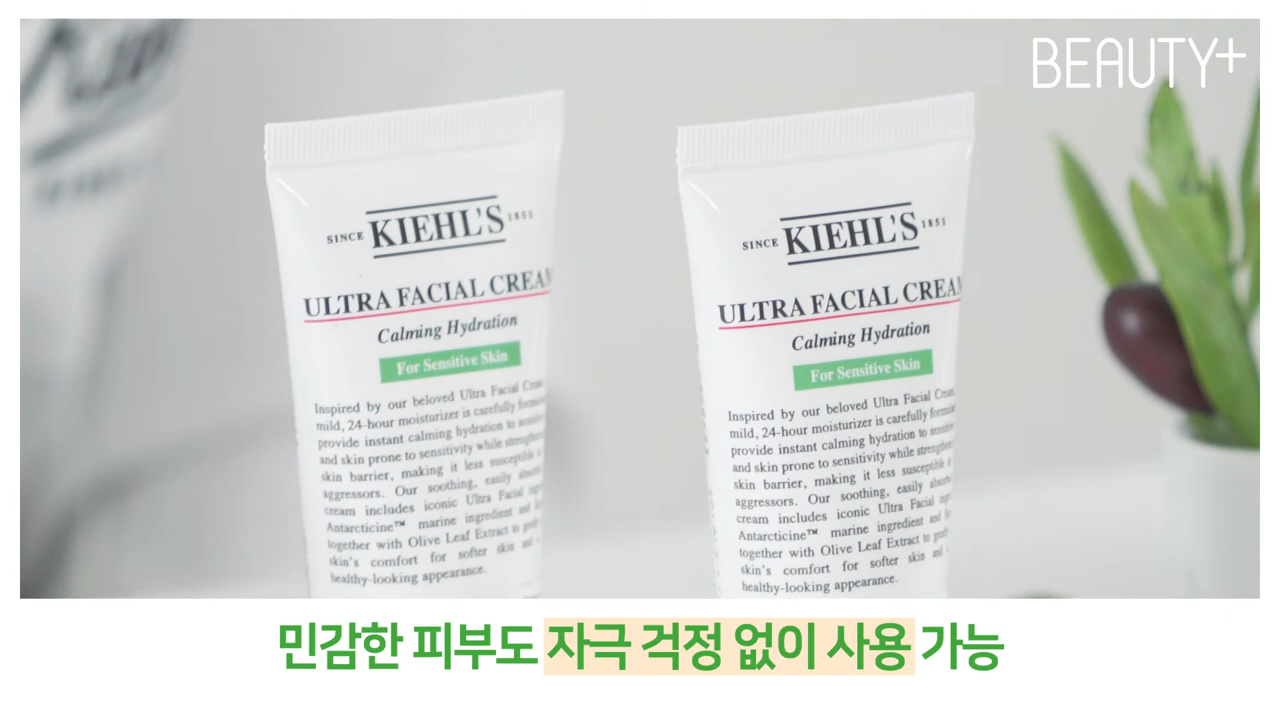 BEAUTY+
SINCE KIEHL'S 1851
ULTRA FACIAL CREAM
Calming Hydration
For Sensitive Skin
Inspired by our beloved Ultra Facial
mild, 24-hour moisturizer is carefully
provide instant calming hydration to
and skin prone to sensitivity while
skin barrier, making it less susceptible
aggressors. Our soothing, easily
cream includes iconic Ultra Facial
Antarcticine™ marine ingredient and
together with Olive Leaf Extract to
skin's comfort for softer skin and
healthy-looking appearance.
SINCE KIEHL'S 1851
ULTRA FACIAL CREAM
Calming Hydration
For Sensitive Skin
Inspired by our beloved Ultra Facial
mild, 24-hour moisturizer is carefully
provide instant calming hydration to
and skin prone to sensitivity while
skin barrier, making it less susceptible
aggressors. Our soothing, easily
cream includes iconic Ultra Facial
Antarcticine™ marine ingredient and
together with Olive Leaf Extract to
skin's comfort for softer skin and
healthy-looking appearance.
민감한 피부도 자극 걱정 없이 사용 가능